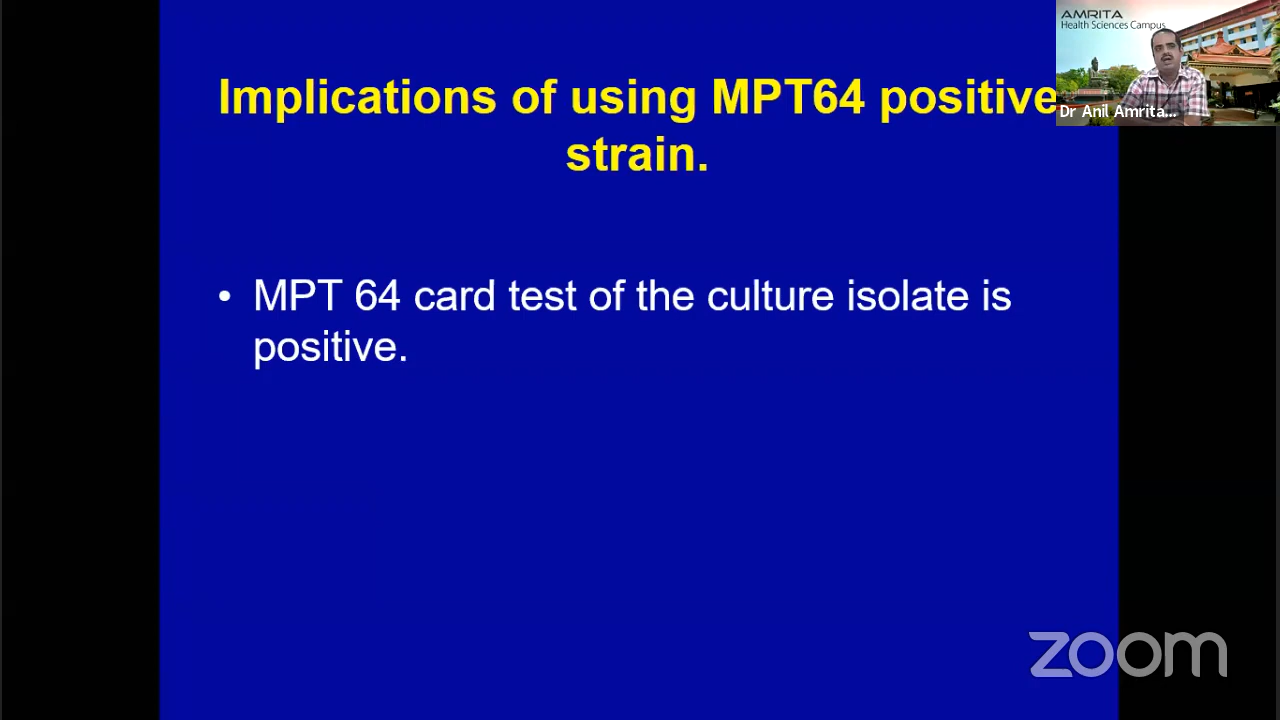 Implications of using MPT64 positive
strain.
• MPT 64 card test of the culture isolate is
positive.
AMRITA
Health Sciences Campus
Dr Anil Amrita...
zoom